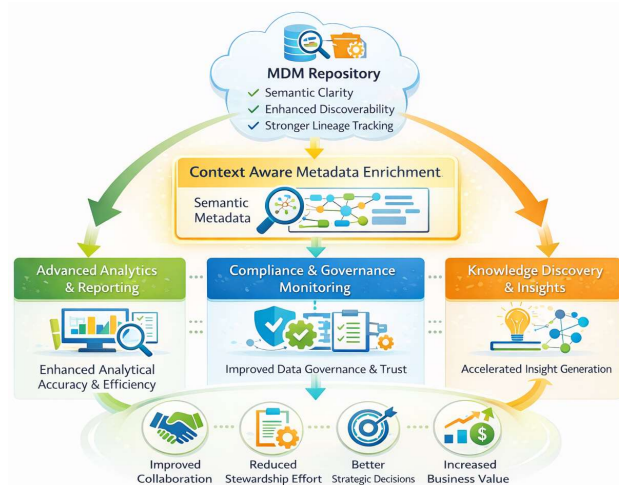 MDM Repository
Semantic Clarity
Enhanced Discoverability
Stronger Lineage Tracking
Context Aware Metadata Enrichment
Semantic
Metadata
Advanced Analytics
& Reporting
Enhanced Analytical
Accuracy & Efficiency
Compliance & Governance
Monitoring
Improved Data Governance & Trust
Knowledge Discovery
& Insights
Accelerated Insight Generation
Improved
Collaboration
Reduced
Stewardship Effort
Better
Strategic Decisions
$
Increased
Business Value